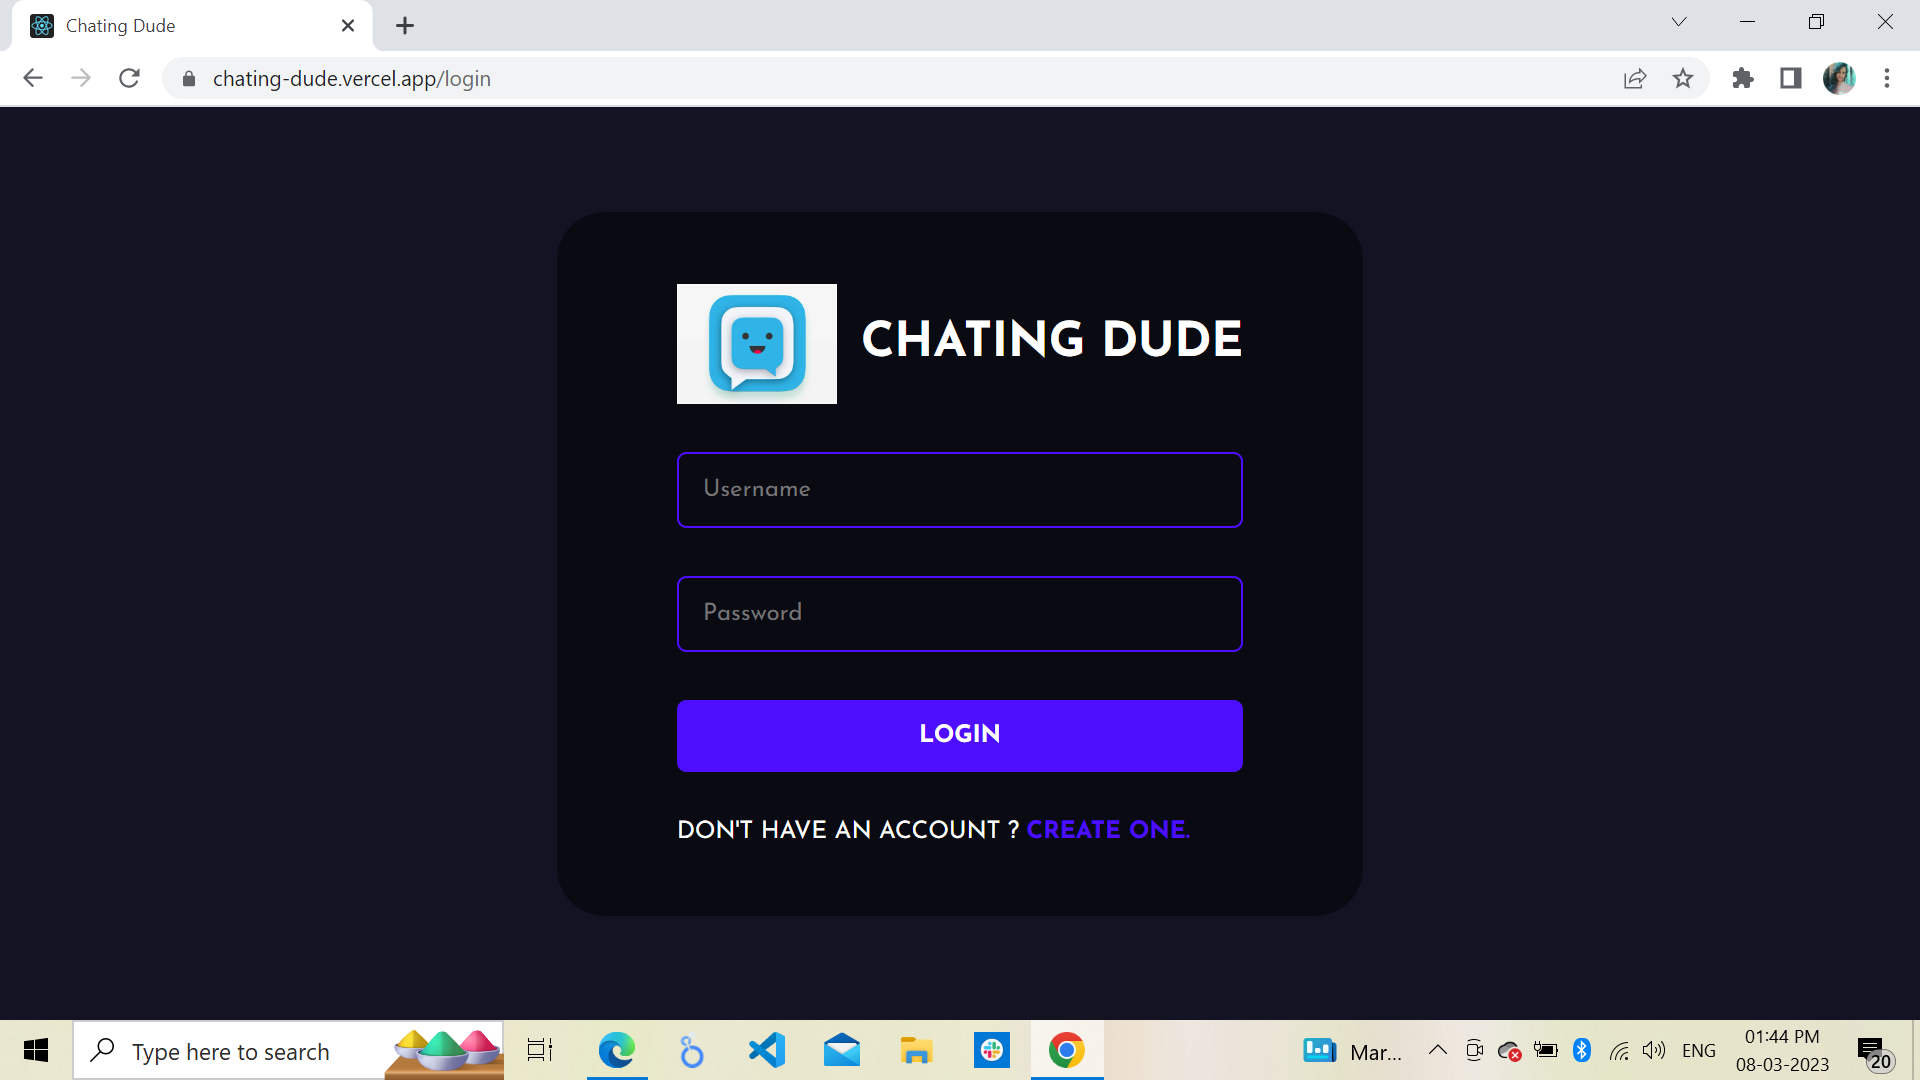 Chating Dude
chating-dude.vercel.app/login
CHATING DUDE
Username
Password
LOGIN
DON'T HAVE AN ACCOUNT ? CREATE ONE.
Type here to search
Mar...
ENG
01:44 PM
08-03-2023
20